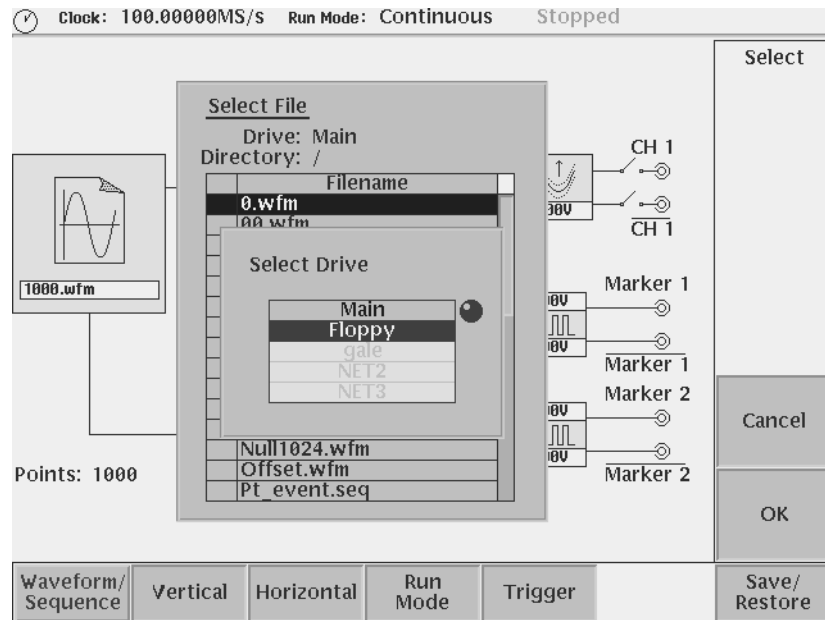 Clock: 100.00000MS/s Run Mode: Continuous Stopped
Select
Select File
Drive: Main
Directory: /
Filename
0.wfm
00.wfm
Select Drive
Main
Floppy
gale
NET2
NET3
Null1024.wfm
Offset.wfm
Pt_event.seq
1000.wfm
Points: 1000
CH 1
CH 1
Marker 1
Marker 1
Marker 2
Marker 2
Cancel
OK
Waveform/
Sequence
Vertical
Horizontal
Run
Mode
Trigger
Save/
Restore